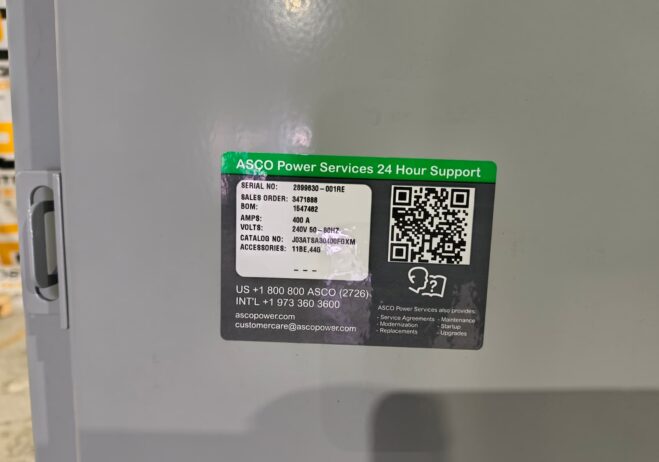 ASCO Power Services 24 Hour Support
SERIAL NO: 2899830-001RE
SALES ORDER: 3471888
BOM: 1547462
AMPS: 400 A
VOLTS: 240V 50-60HZ
CATALOG NO: J03ATSA30400FGXM
ACCESSORIES: 11BE,44G
---
US +1 800 800 ASCO (2726)
INT'L +1 973 360 3600
ascopower.com
customercare@ascopower.com
?
ASCO Power Services also provides:
- Service Agreements - Maintenance
- Modernization - Startup
- Replacements - Upgrades